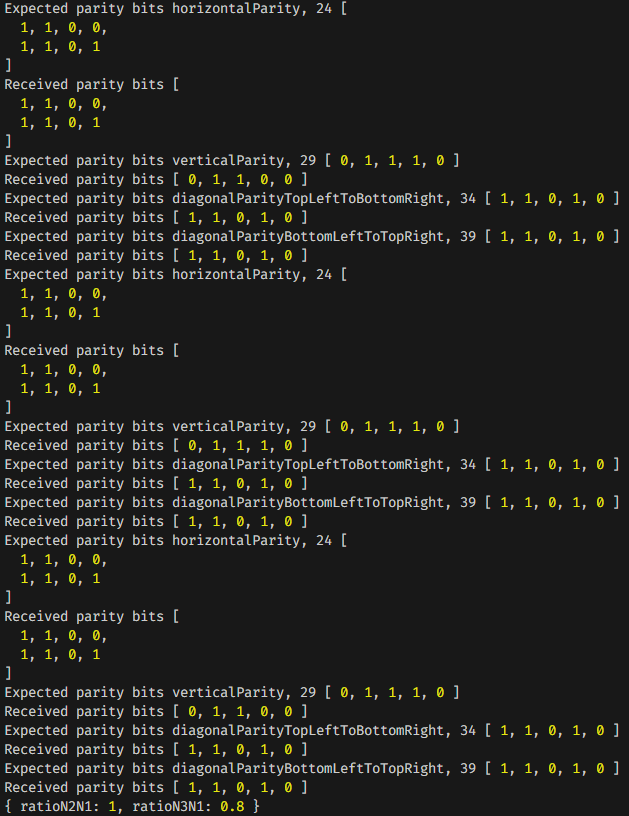 Expected parity bits horizontalParity, 24 [
  1, 1, 0, 0,
  1, 1, 0, 1
]
Received parity bits [
  1, 1, 0, 0,
  1, 1, 0, 1
]
Expected parity bits verticalParity, 29 [ 0, 1, 1, 1, 0 ]
Received parity bits [ 0, 1, 1, 0, 0 ]
Expected parity bits diagonalParityTopLeftToBottomRight, 34 [ 1, 1, 0, 1, 0 ]
Received parity bits [ 1, 1, 0, 1, 0 ]
Expected parity bits diagonalParityBottomLeftToTopRight, 39 [ 1, 1, 0, 1, 0 ]
Received parity bits [ 1, 1, 0, 1, 0 ]
Expected parity bits horizontalParity, 24 [
  1, 1, 0, 0,
  1, 1, 0, 1
]
Received parity bits [
  1, 1, 0, 0,
  1, 1, 0, 1
]
Expected parity bits verticalParity, 29 [ 0, 1, 1, 1, 0 ]
Received parity bits [ 0, 1, 1, 1, 0 ]
Expected parity bits diagonalParityTopLeftToBottomRight, 34 [ 1, 1, 0, 1, 0 ]
Received parity bits [ 1, 1, 0, 1, 0 ]
Expected parity bits diagonalParityBottomLeftToTopRight, 39 [ 1, 1, 0, 1, 0 ]
Received parity bits [ 1, 1, 0, 1, 0 ]
Expected parity bits horizontalParity, 24 [
  1, 1, 0, 0,
  1, 1, 0, 1
]
Received parity bits [
  1, 1, 0, 0,
  1, 1, 0, 1
]
Expected parity bits verticalParity, 29 [ 0, 1, 1, 1, 0 ]
Received parity bits [ 0, 1, 1, 0, 0 ]
Expected parity bits diagonalParityTopLeftToBottomRight, 34 [ 1, 1, 0, 1, 0 ]
Received parity bits [ 1, 1, 0, 1, 0 ]
Expected parity bits diagonalParityBottomLeftToTopRight, 39 [ 1, 1, 0, 1, 0 ]
Received parity bits [ 1, 1, 0, 1, 0 ]
{ ratioN2N1: 1, ratioN3N1: 0.8 }